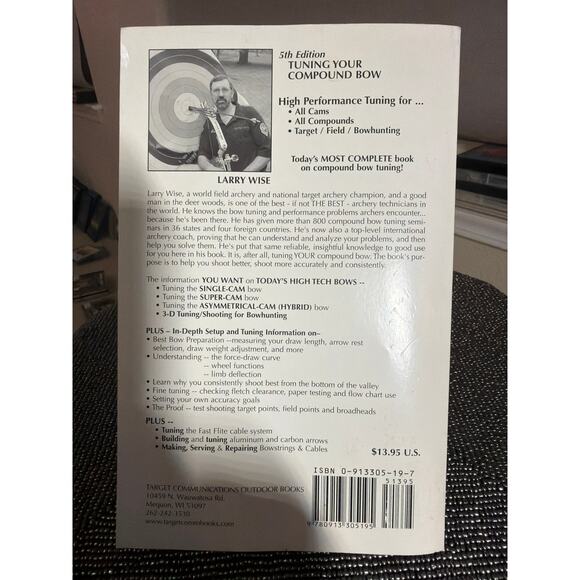 5th Edition
TUNING YOUR
COMPOUND BOW
High Performance Tuning for ...
• All Cams
• All Compounds
• Target / Field / Bowhunting
Today's MOST COMPLETE book
on compound bow tuning!
LARRY WISE
Larry Wise, a world field archery and national target archery champion, and a good
man in the deer woods, is one of the best - if not THE BEST - archery technicians in
the world. He knows the bow tuning and performance problems archers encounter...
because he's been there. He has given more than 800 compound bow tuning semi-
nars in 36 states and four foreign countries. He's now also a top-level international
archery coach, proving that he can understand and analyze your problems, and then
help you solve them. He's put that same reliable, insightful knowledge to good use
for you here in his book. It is, after all, tuning YOUR compound bow. The book's pur-
pose is to help you shoot better, shoot more accurately and consistently.
The information YOU WANT on TODAY'S HIGH TECH BOWS --
• Tuning the SINGLE-CAM bow
• Tuning the SUPER-CAM bow
• Tuning the ASYMMETRICAL-CAM (HYBRID) bow
• 3-D Tuning/Shooting for Bowhunting
PLUS – In-Depth Setup and Tuning Information on–
• Best Bow Preparation --measuring your draw length, arrow rest
selection, draw weight adjustment, and more
• Understanding -- the force-draw curve
-- wheel functions
-- limb deflection
• Learn why you consistently shoot best from the bottom of the valley
• Fine tuning -- checking fletch clearance, paper testing and flow chart use
• Setting your own accuracy goals
• The Proof -- test shooting target points, field points and broadheads
PLUS --
• Tuning the Fast Flite cable system
• Building and tuning aluminum and carbon arrows
• Making, Serving & Repairing Bowstrings & Cables
$13.95 U.S.
ISBN 0-913305-19-7
51395
TARGET COMMUNICATIONS OUTDOOR BOOKS
10459 N. Wauwatosa Rd.
Mequon, WI 53097
262-242-3530
www.targetcommbooks.com
9 780913 305195